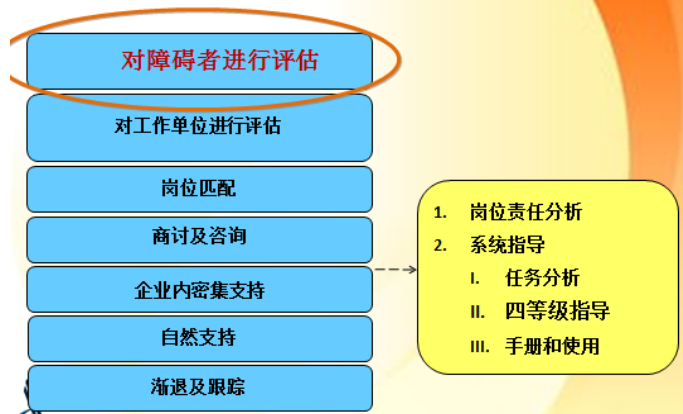 对障碍者进行评估
对工作单位进行评估
岗位匹配
商讨及咨询
企业内密集支持
自然支持
渐退及跟踪
1. 岗位责任分析
2. 系统指导
I. 任务分析
II. 四等级指导
III. 手册和使用